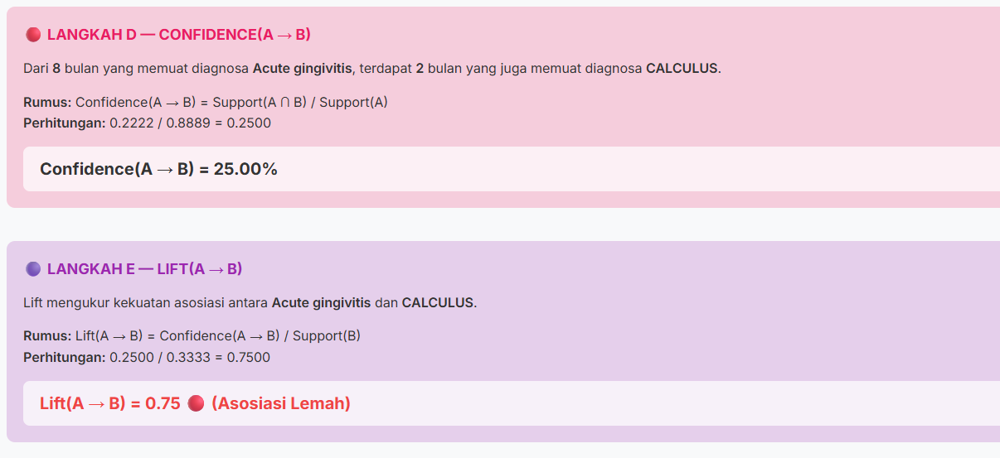 LANGKAH D — CONFIDENCE(A → B)
Dari 8 bulan yang memuat diagnosa Acute gingivitis, terdapat 2 bulan yang juga memuat diagnosa CALCULUS.
Rumus: Confidence(A → B) = Support(A ∩ B) / Support(A)
Perhitungan: 0.2222 / 0.8889 = 0.2500
Confidence(A → B) = 25.00%
LANGKAH E — LIFT(A → B)
Lift mengukur kekuatan asosiasi antara Acute gingivitis dan CALCULUS.
Rumus: Lift(A → B) = Confidence(A → B) / Support(B)
Perhitungan: 0.2500 / 0.3333 = 0.7500
Lift(A → B) = 0.75 🔴 (Asosiasi Lemah)